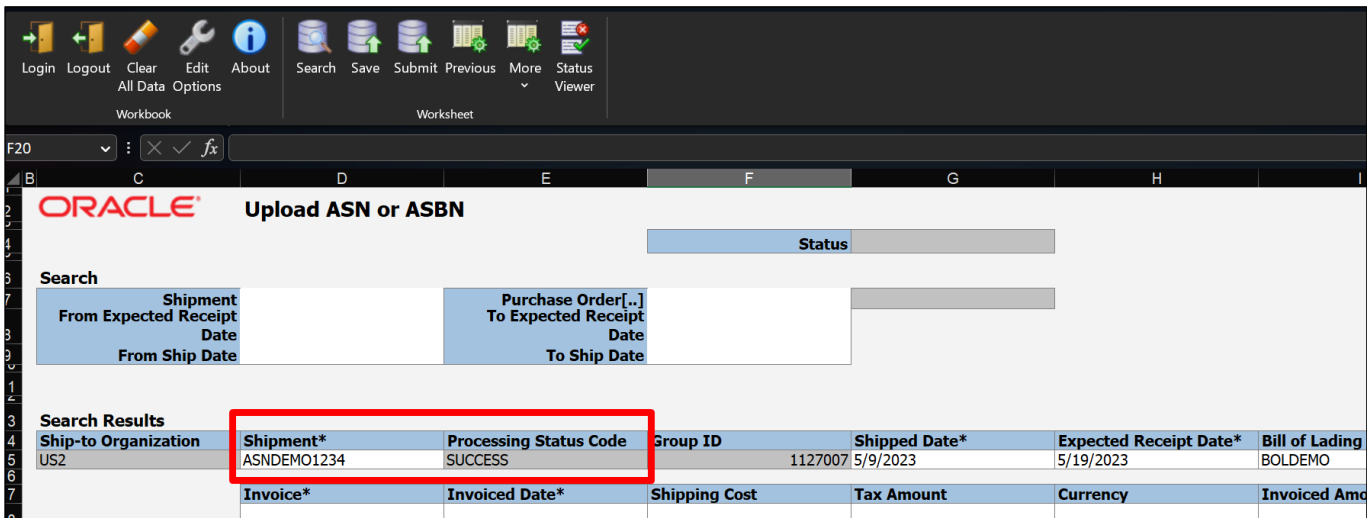 Login Logout Clear All Data Edit Options About Search Save Submit Previous More Status Viewer
Workbook Worksheet
F20 fx
B C D E F G H I
ORACLE Upload ASN or ASBN
Status
Search
Shipment Purchase Order[..]
From Expected Receipt Date To Expected Receipt Date
From Ship Date To Ship Date
Search Results
Ship-to Organization Shipment* Processing Status Code Group ID Shipped Date* Expected Receipt Date* Bill of Lading
US2 ASNDEMO1234 SUCCESS 1127007 5/9/2023 5/19/2023 BOLDEMO
Invoice* Invoiced Date* Shipping Cost Tax Amount Currency Invoiced Amo